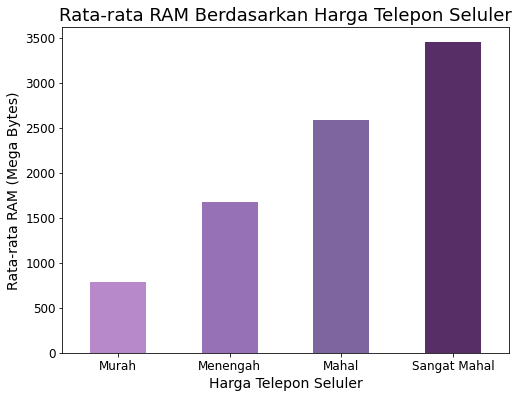 Rata-rata RAM Berdasarkan Harga Telepon Seluler
Rata-rata RAM (Mega Bytes)
3500
3000
2500
2000
1500
1000
500
0
Murah Menengah Mahal Sangat Mahal
Harga Telepon Seluler